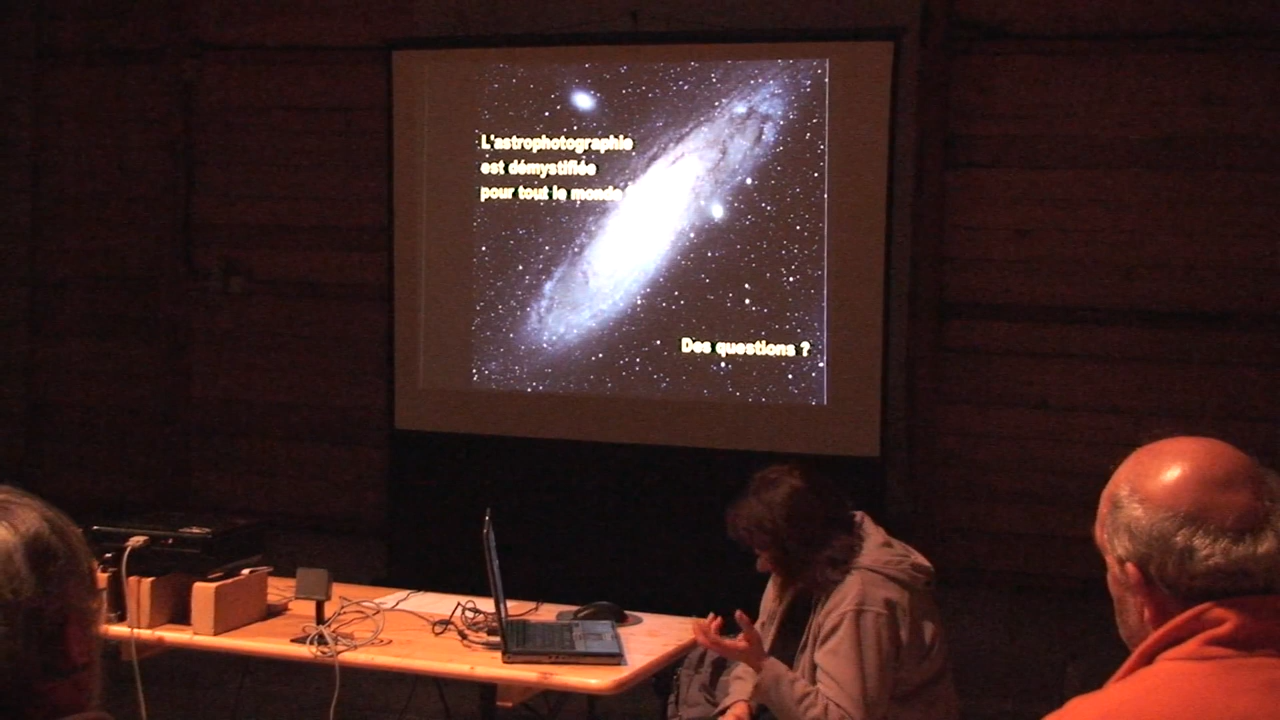 L'astrophotographie
est démystifiée
pour tout le monde !
Des questions ?